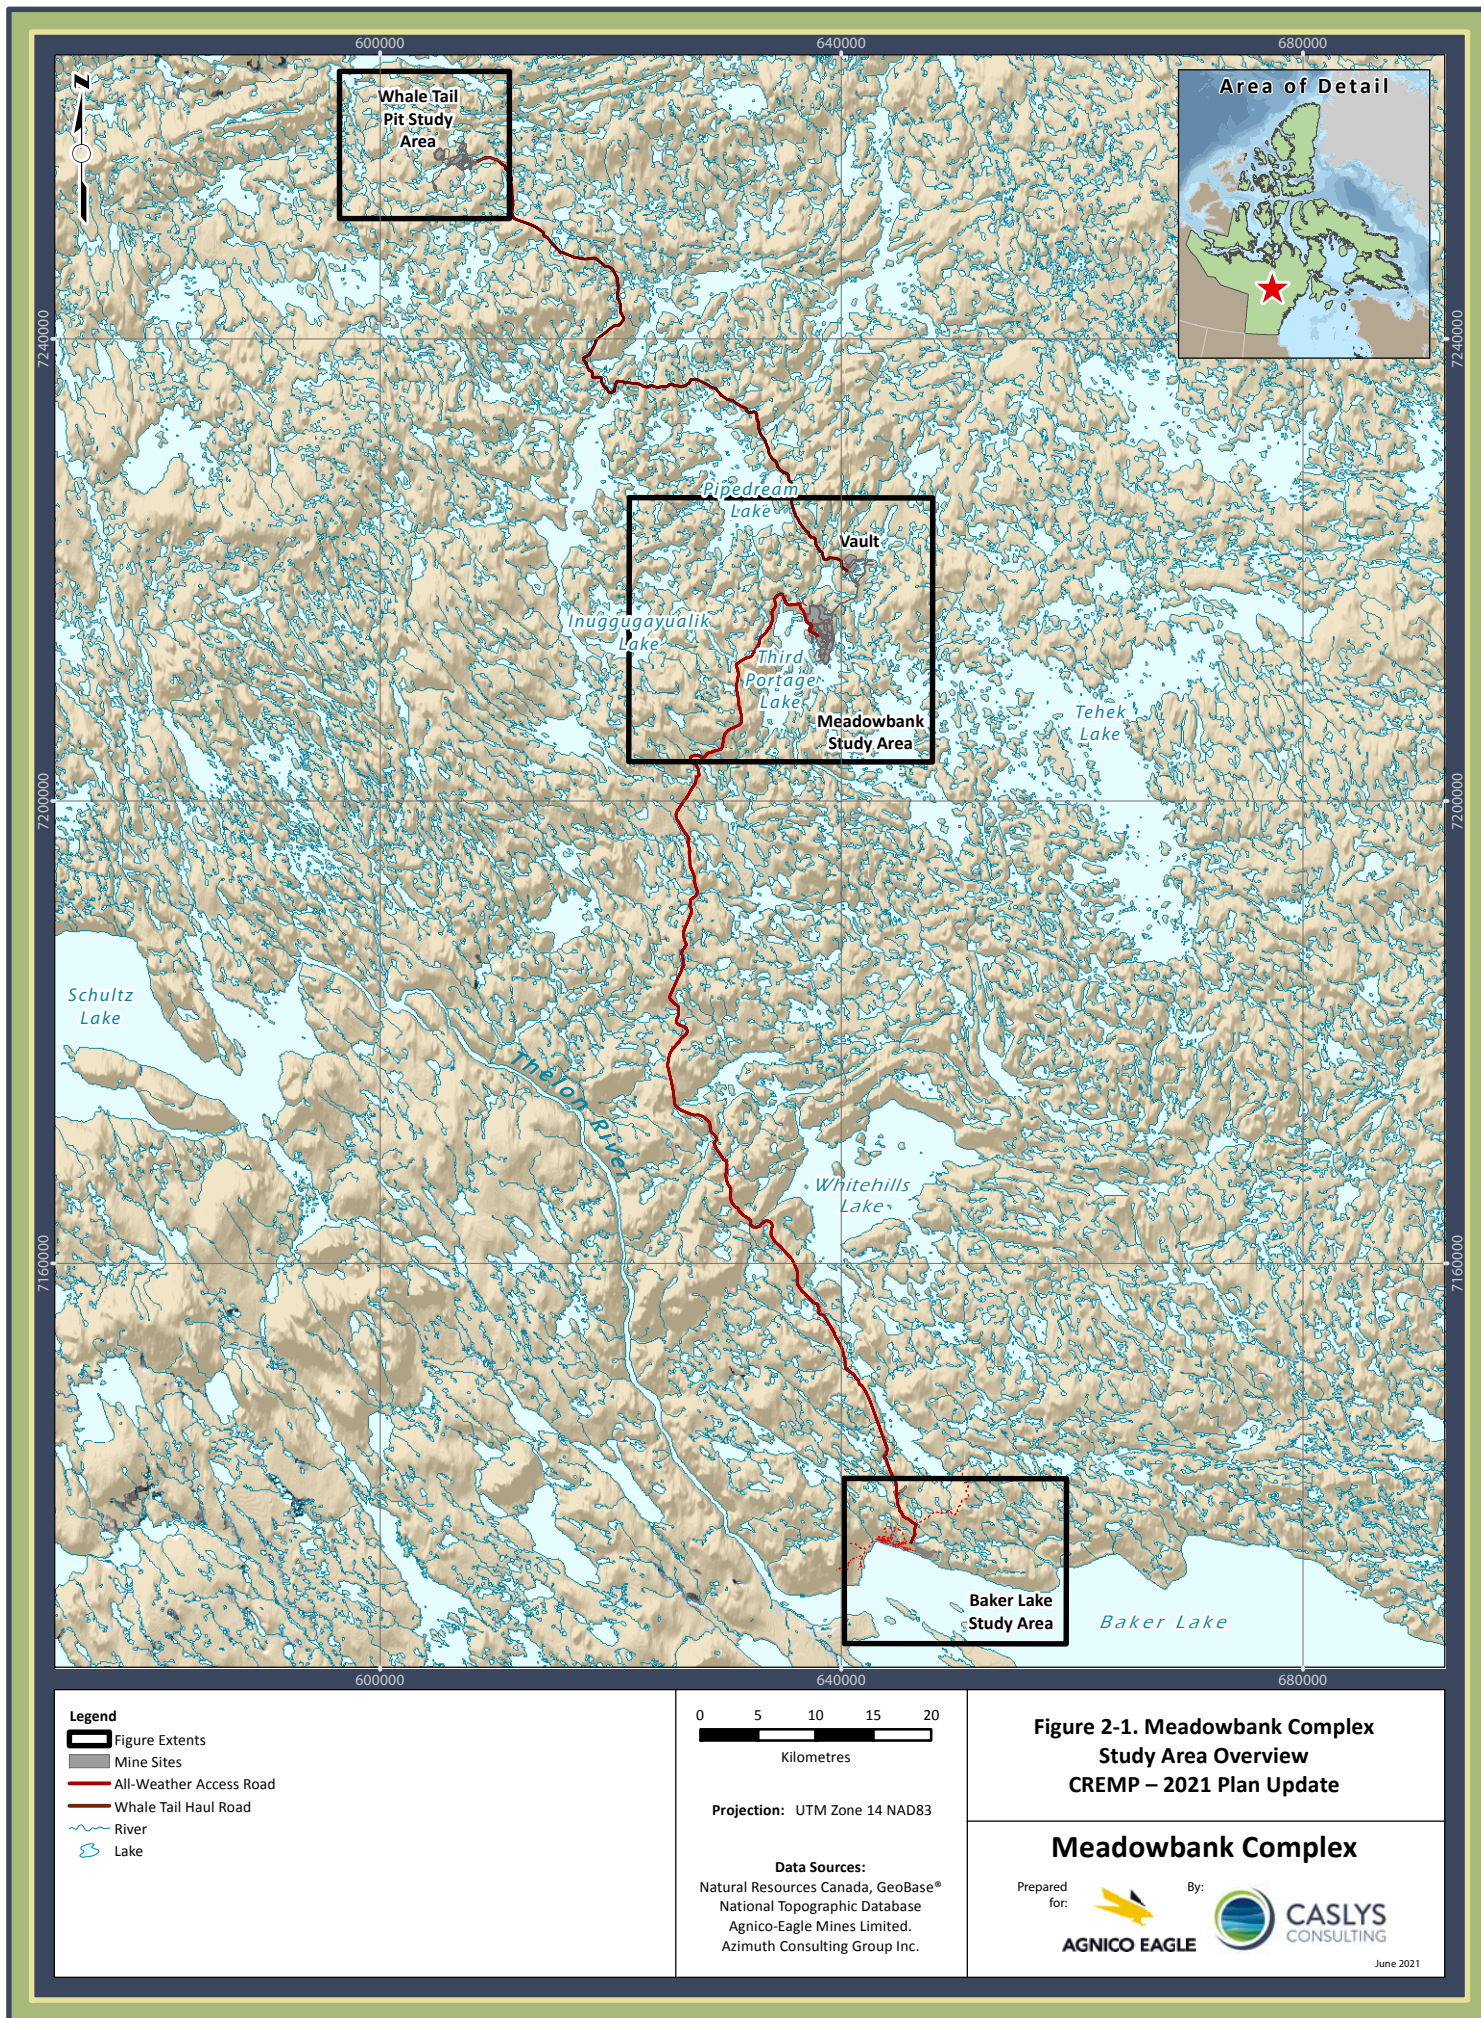 600000
640000
680000
N
Whale Tail
Pit Study
Area
Area of Detail
7240000
7240000
Pipedream
Lake
Vault
Inuggugayualik
Lake
Third
Portage
Lake
Meadowbank
Study Area
Tehek
Lake
7200000
7200000
Schultz
Lake
Thelon River
Whitehills
Lake
7160000
7160000
Baker Lake
Study Area
Baker Lake
600000
640000
680000
Legend
Figure Extents
Mine Sites
All-Weather Access Road
Whale Tail Haul Road
River
Lake
0 5 10 15 20
Kilometres
Projection: UTM Zone 14 NAD83
Data Sources:
Natural Resources Canada, GeoBase®
National Topographic Database
Agnico-Eagle Mines Limited.
Azimuth Consulting Group Inc.
Figure 2-1. Meadowbank Complex
Study Area Overview
CREMP – 2021 Plan Update
Meadowbank Complex
Prepared
for:
AGNICO EAGLE
By:
CASLYS
CONSULTING
June 2021